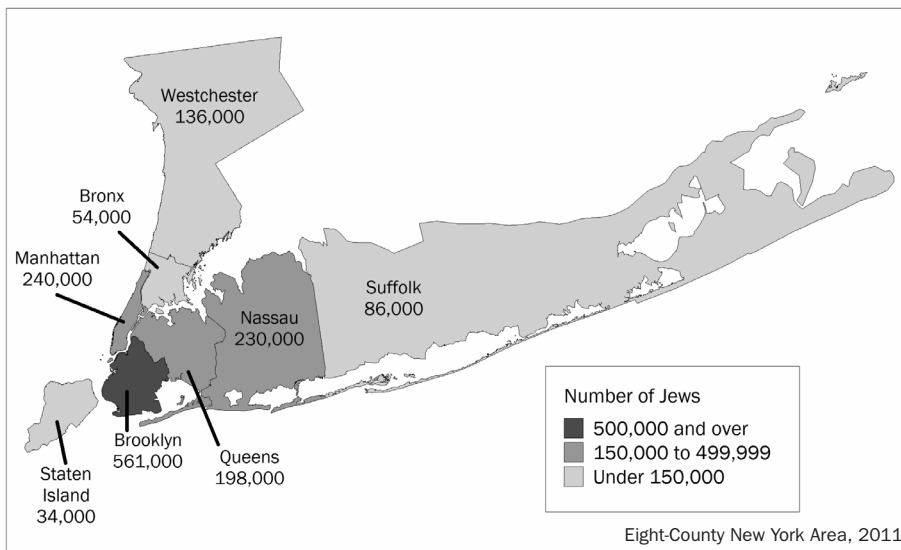 Westchester
136,000
Bronx
54,000
Manhattan
240,000
Suffolk
86,000
Nassau
230,000
Brooklyn
561,000
Queens
198,000
Staten
Island
34,000
Number of Jews
500,000 and over
150,000 to 499,999
Under 150,000
Eight-County New York Area, 2011